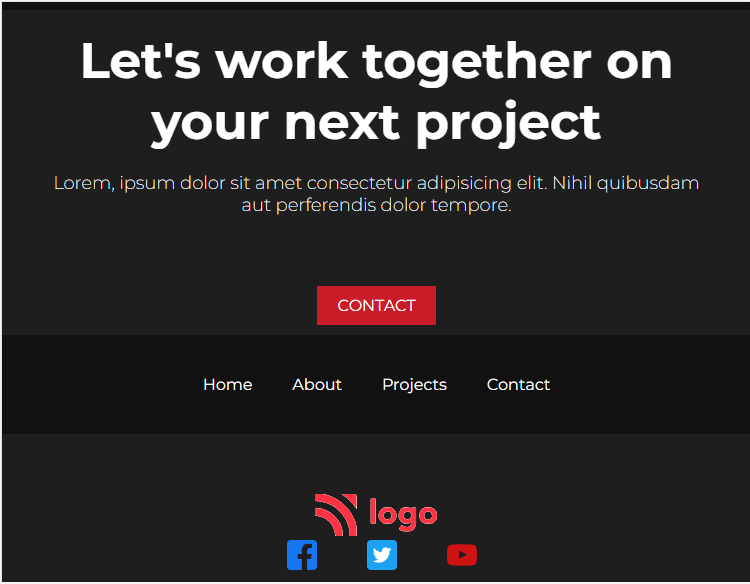 Let's work together on
your next project
Lorem, ipsum dolor sit amet consectetur adipisicing elit. Nihil quibusdam
aut perferendis dolor tempore.
CONTACT
Home About Projects Contact
logo